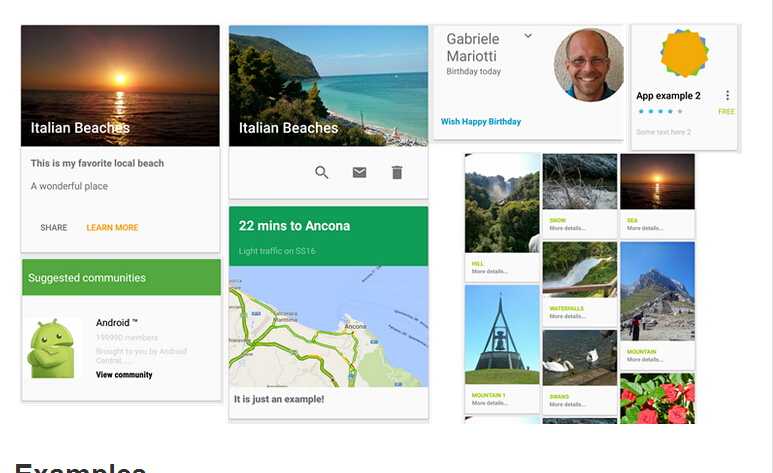 Italian Beaches
This is my favorite local beach
A wonderful place
SHARE LEARN MORE
Suggested communities
Android ™
199990 members
Brought to you by Android
Central.....
View community
Italian Beaches
22 mins to Ancona
Light traffic on SS16
Falconara
Marittima
Ancona
It is just an example!
Gabriele
Mariotti
Birthday today
Wish Happy Birthday
App example 2
FREE
Some text here 2
HILL
More details...
MOUNTAIN 1
More details...
SNOW
More details...
WATERFALLS
More details...
SWANS
More details...
SEA
More details...
MOUNTAIN
More details...
Examples